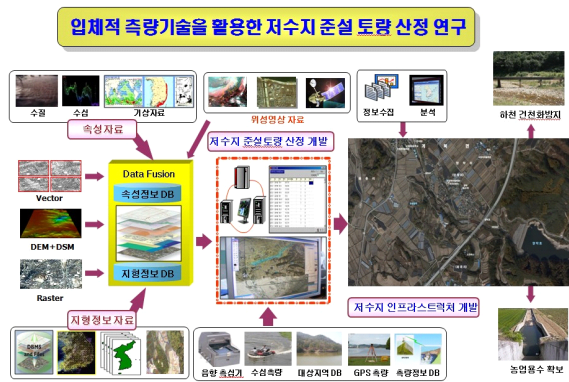 입체적 측량기술을 활용한 저수지 준설 토량 산정 연구
수질
수심
기상자료
속성자료
위성영상 자료
정보수집
분석
하천 건천화방지
저수지 준설토량 산정 개발
Data Fusion
속성정보 DB
지형정보 DB
Vector
DEM+DSM
Raster
지형정보 자료
DBMS
and Files
저수지 인프라스트럭처 개발
음향 측심기
수심측량
대상지역 DB
GPS 측량
측량정보 DB
농업용수 확보